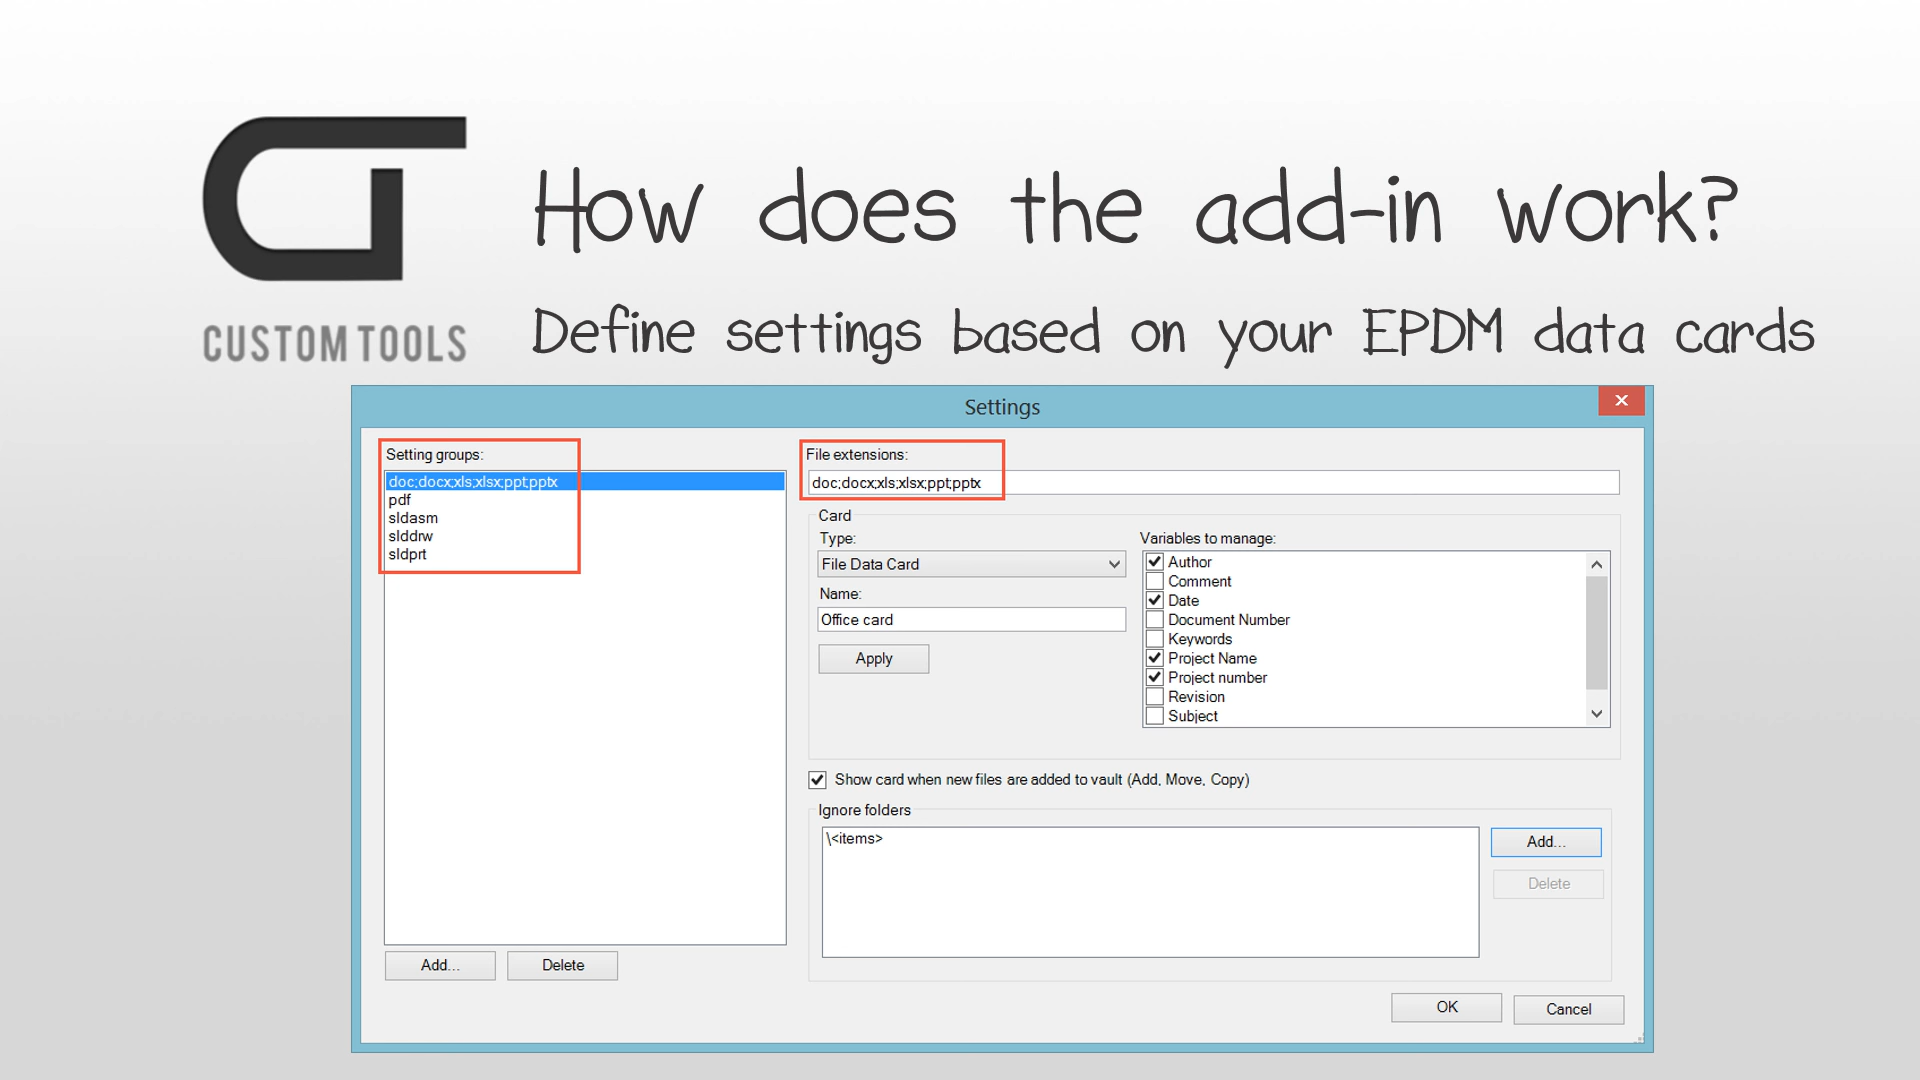 How does the add-in work?
CUSTOM TOOLS
Define settings based on your EPDM data cards
Settings
Setting groups:
doc;docx;xls;xlsx;ppt;pptx
pdf
sldasm
slddrw
sldprt
Add...
Delete
File extensions:
doc;docx;xls;xlsx;ppt;pptx
Card
Type:
File Data Card
Name:
Office card
Apply
Variables to manage:
Author
Comment
Date
Document Number
Keywords
Project Name
Project number
Revision
Subject
Show card when new files are added to vault (Add, Move, Copy)
Ignore folders
\<items>
Add...
Delete
OK
Cancel